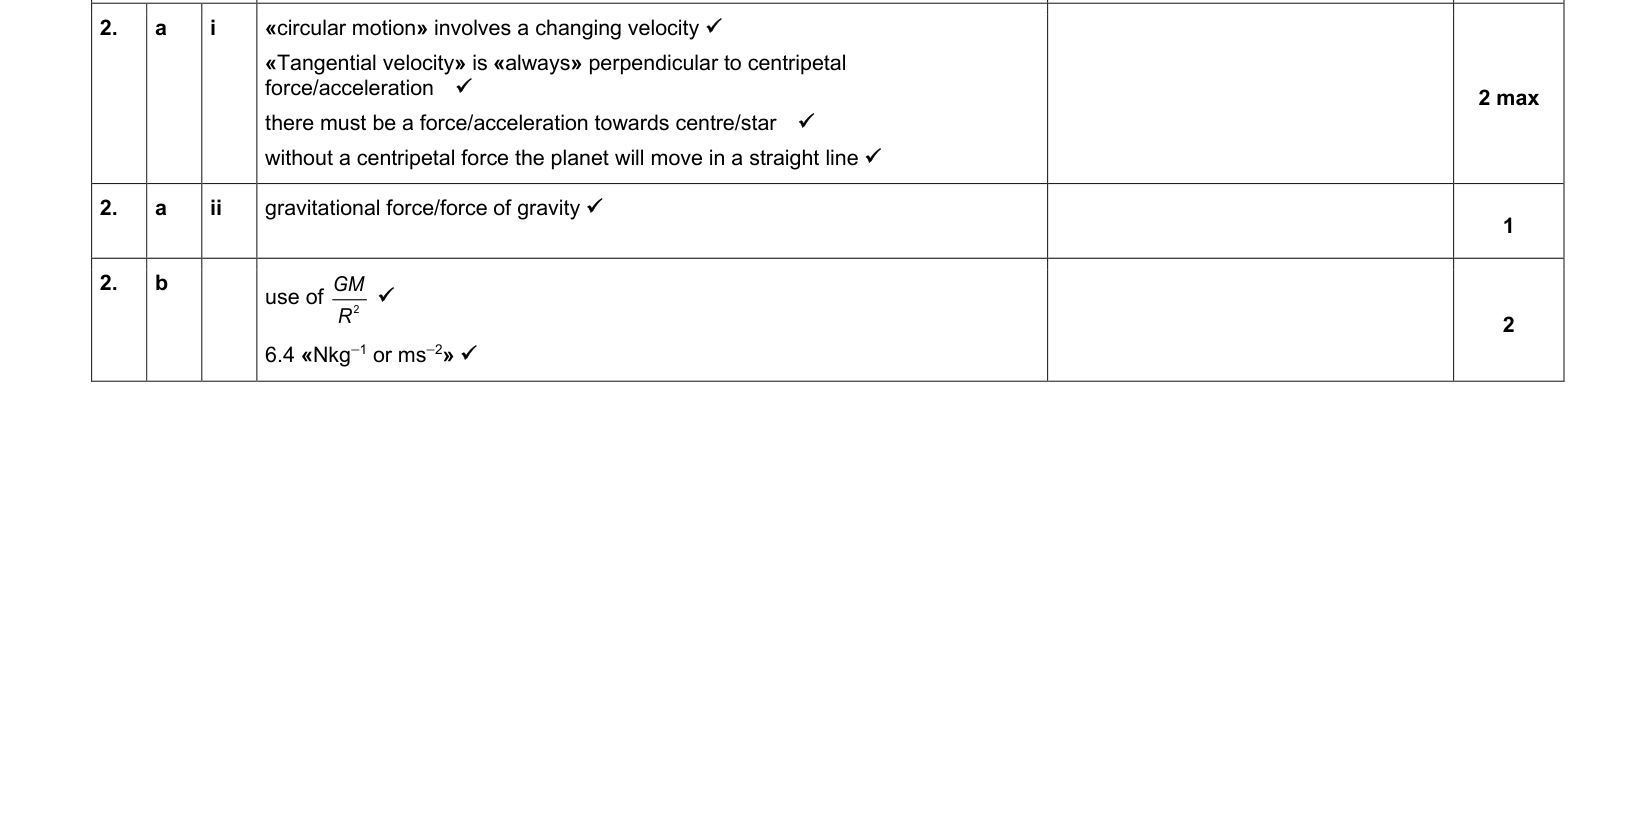 2. a i «circular motion» involves a changing velocity ✓
«Tangential velocity» is «always» perpendicular to centripetal
force/acceleration ✓
there must be a force/acceleration towards centre/star ✓
without a centripetal force the planet will move in a straight line ✓
2 max
2. a ii gravitational force/force of gravity ✓
1
2. b use of GM/R² ✓
6.4 «Nkg⁻¹ or ms⁻²» ✓
2